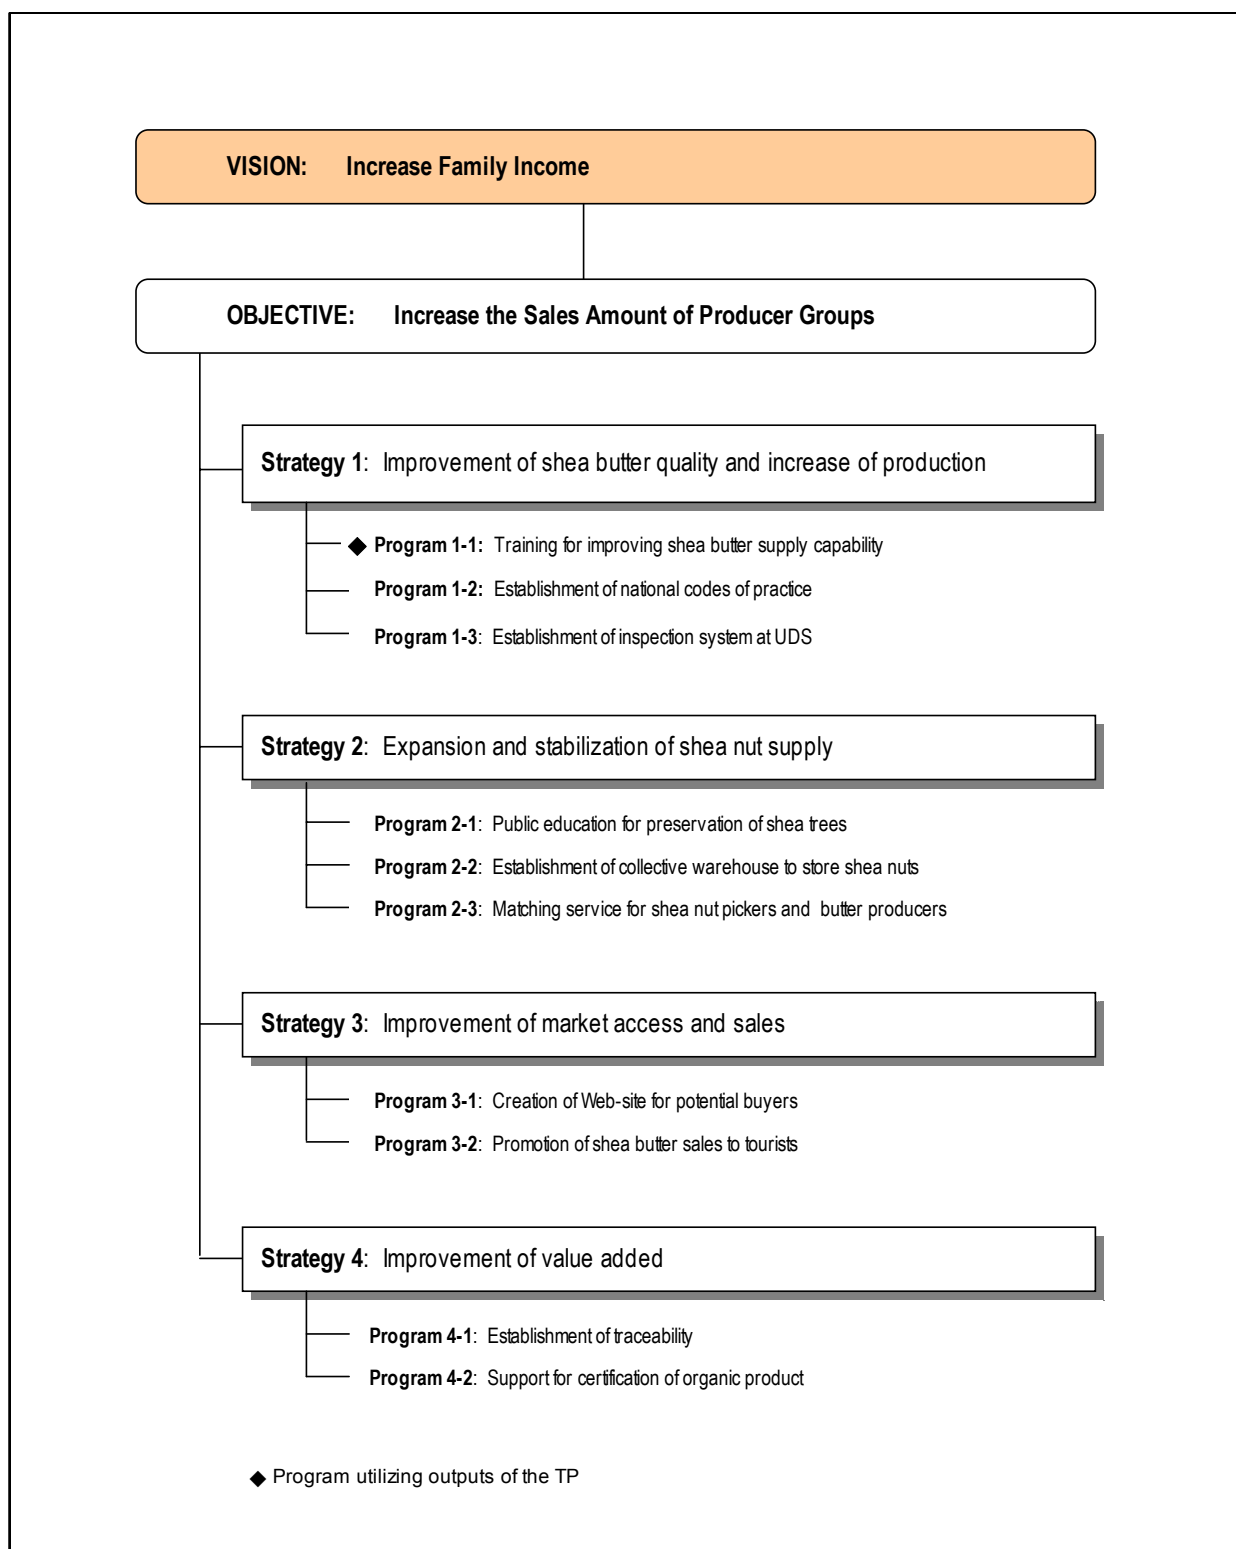 VISION: Increase Family Income
OBJECTIVE: Increase the Sales Amount of Producer Groups
Strategy 1: Improvement of shea butter quality and increase of production
◆ Program 1-1: Training for improving shea butter supply capability
Program 1-2: Establishment of national codes of practice
Program 1-3: Establishment of inspection system at UDS
Strategy 2: Expansion and stabilization of shea nut supply
Program 2-1: Public education for preservation of shea trees
Program 2-2: Establishment of collective warehouse to store shea nuts
Program 2-3: Matching service for shea nut pickers and butter producers
Strategy 3: Improvement of market access and sales
Program 3-1: Creation of Web-site for potential buyers
Program 3-2: Promotion of shea butter sales to tourists
Strategy 4: Improvement of value added
Program 4-1: Establishment of traceability
Program 4-2: Support for certification of organic product
◆ Program utilizing outputs of the TP